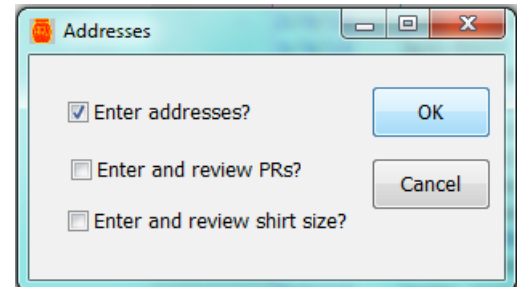 Addresses
Enter addresses?
OK
Enter and review PRs?
Cancel
Enter and review shirt size?